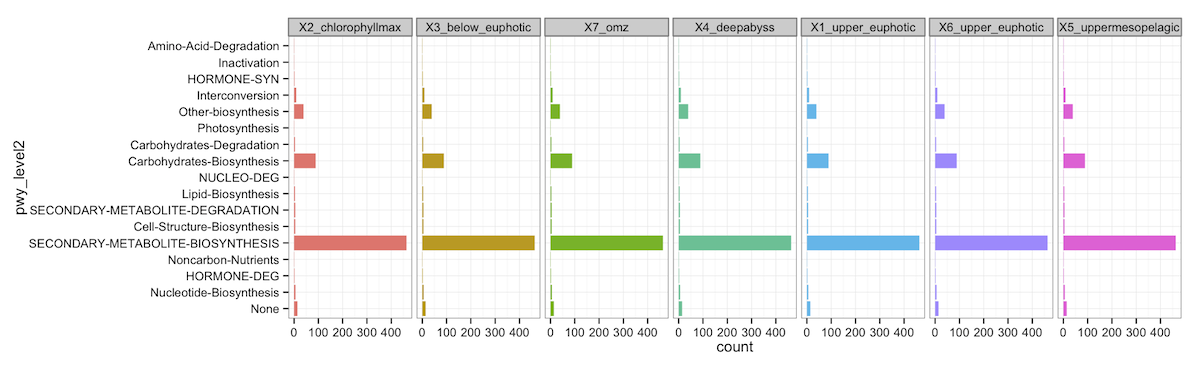 X2_chlorophyllmax X3_below_euphotic X7_omz X4_deepabyss X1_upper_euphotic X6_upper_euphotic X5_uppermesopelagic
pwy_level2
Amino-Acid-Degradation
Inactivation
HORMONE-SYN
Interconversion
Other-biosynthesis
Photosynthesis
Carbohydrates-Degradation
Carbohydrates-Biosynthesis
NUCLEO-DEG
Lipid-Biosynthesis
SECONDARY-METABOLITE-DEGRADATION
Cell-Structure-Biosynthesis
SECONDARY-METABOLITE-BIOSYNTHESIS
Noncarbon-Nutrients
HORMONE-DEG
Nucleotide-Biosynthesis
None
0 100 200 300 400 0 100 200 300 400 0 100 200 300 400 0 100 200 300 400 0 100 200 300 400 0 100 200 300 400 0 100 200 300 400
count